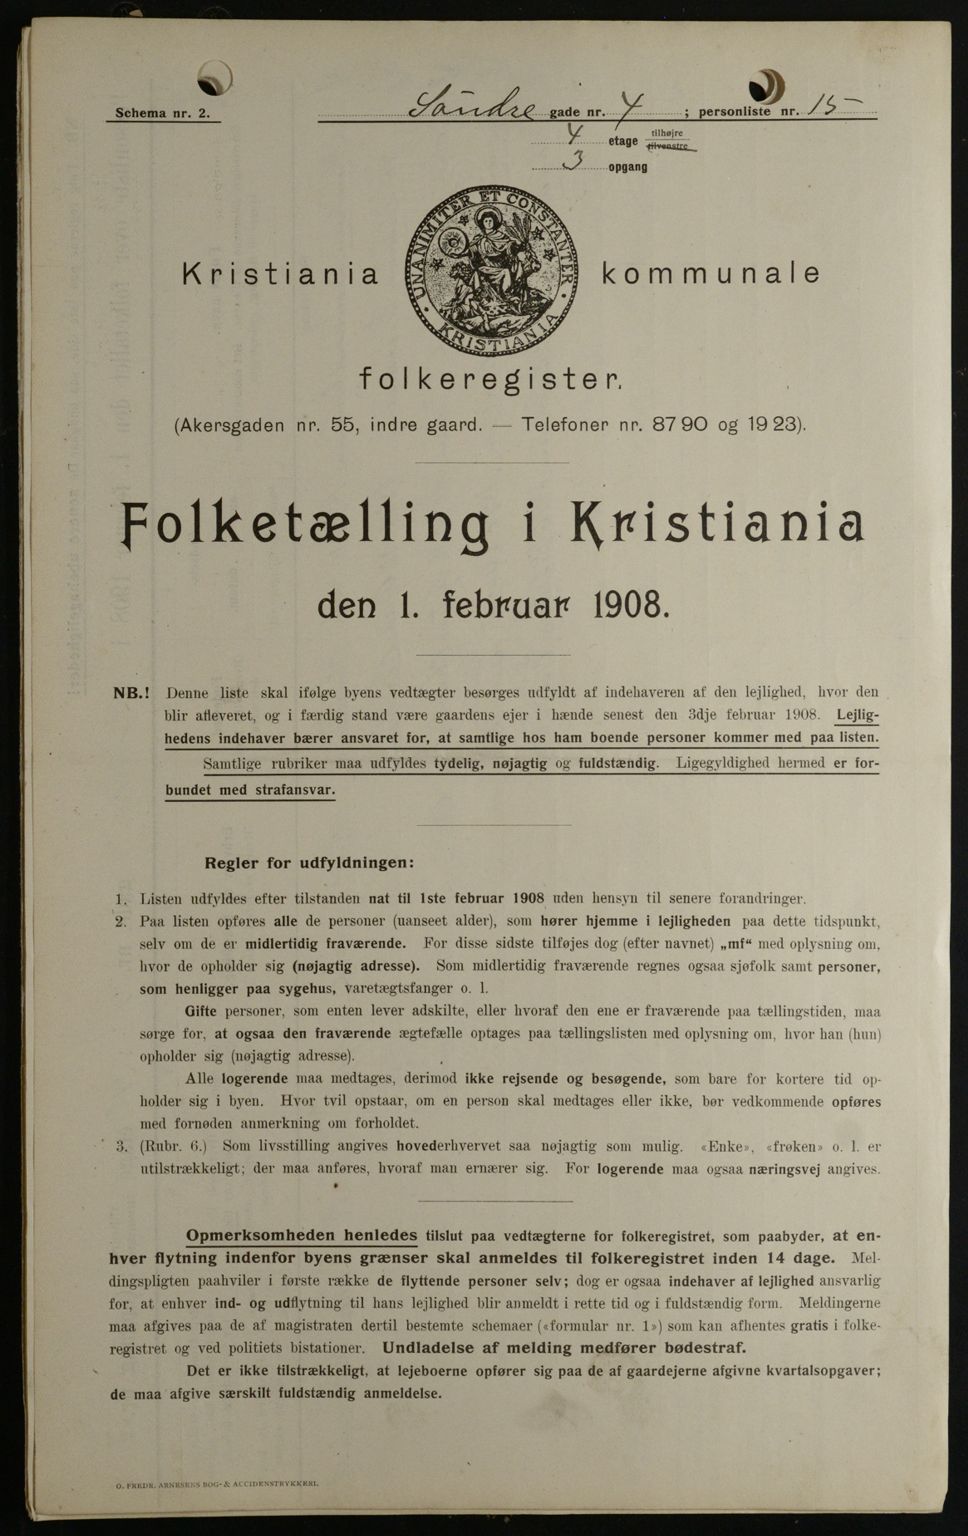 Schema nr. 2.
Søndre gade nr. 4 ; personliste nr. 15
4 etage tilhøjre
tilvenstre
3 opgang
UNANIMITER ET CONSTANTER
KRISTIANIA
Kristiania kommunale
folkeregister.
(Akersgaden nr. 55, indre gaard. — Telefoner nr. 87 90 og 19 23).
Folketælling i Kristiania
den 1. februar 1908.
NB.! Denne liste skal ifølge byens vedtægter besørges udfyldt af indehaveren af den lejlighed, hvor den
blir afleveret, og i færdig stand være gaardens ejer i hænde senest den 3dje februar 1908. Lejlig-
hedens indehaver bærer ansvaret for, at samtlige hos ham boende personer kommer med paa listen.
Samtlige rubriker maa udfyldes tydelig, nøjagtig og fuldstændig. Ligegyldighed hermed er for-
bundet med strafansvar.
Regler for udfyldningen:
1. Listen udfyldes efter tilstanden nat til 1ste februar 1908 uden hensyn til senere forandringer.
2. Paa listen opføres alle de personer (uanseet alder), som hører hjemme i lejligheden paa dette tidspunkt,
selv om de er midlertidig fraværende. For disse sidste tilføjes dog (efter navnet) „mf“ med oplysning om,
hvor de opholder sig (nøjagtig adresse). Som midlertidig fraværende regnes ogsaa sjøfolk samt personer,
som henligger paa sygehus, varetægtsfanger o. l.
Gifte personer, som enten lever adskilte, eller hvoraf den ene er fraværende paa tællingstiden, maa
sørge for, at ogsaa den fraværende ægtefælle optages paa tællingslisten med oplysning om, hvor han (hun)
opholder sig (nøjagtig adresse).
Alle logerende maa medtages, derimod ikke rejsende og besøgende, som bare for kortere tid op-
holder sig i byen. Hvor tvil opstaar, om en person skal medtages eller ikke, bør vedkommende opføres
med fornøden anmerkning om forholdet.
3. (Rubr. 6.) Som livsstilling angives hovederhvervet saa nøjagtig som mulig. «Enke», «frøken» o. l. er
utilstrækkeligt; der maa anføres, hvoraf man ernærer sig. For logerende maa ogsaa næringsvej angives.
Opmerksomheden henledes tilslut paa vedtægterne for folkeregistret, som paabyder, at en-
hver flytning indenfor byens grænser skal anmeldes til folkeregistret inden 14 dage. Mel-
dingspligten paahviler i første række de flyttende personer selv; dog er ogsaa indehaver af lejlighed ansvarlig
for, at enhver ind- og udflytning til hans lejlighed blir anmeldt i rette tid og i fuldstændig form. Meldingerne
maa afgives paa de af magistraten dertil bestemte schemaer («formular nr. 1») som kan afhentes gratis i folke-
registret og ved politiets bistationer. Undladelse af melding medfører bødestraf.
Det er ikke tilstrækkeligt, at lejeboerne opfører sig paa de af gaardejerne afgivne kvartalsopgaver;
de maa afgive særskilt fuldstændig anmeldelse.
O. FREDR. ARNESENS BOG- & ACCIDENSTRYKKERI.